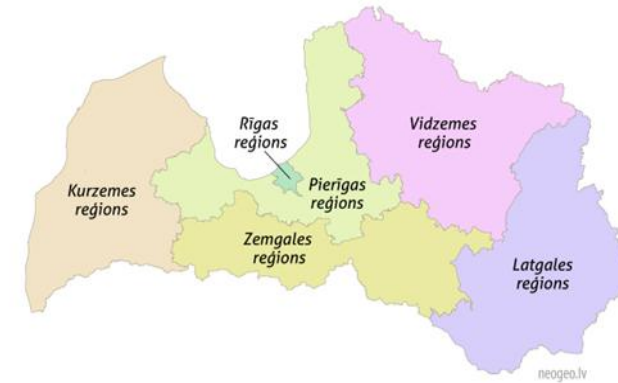 Rīgas
reģions
Vidzemes
reģions
Kurzemes
reģions
Pierīgas
reģions
Zemgales
reģions
Latgales
reģions
neogeo.lv